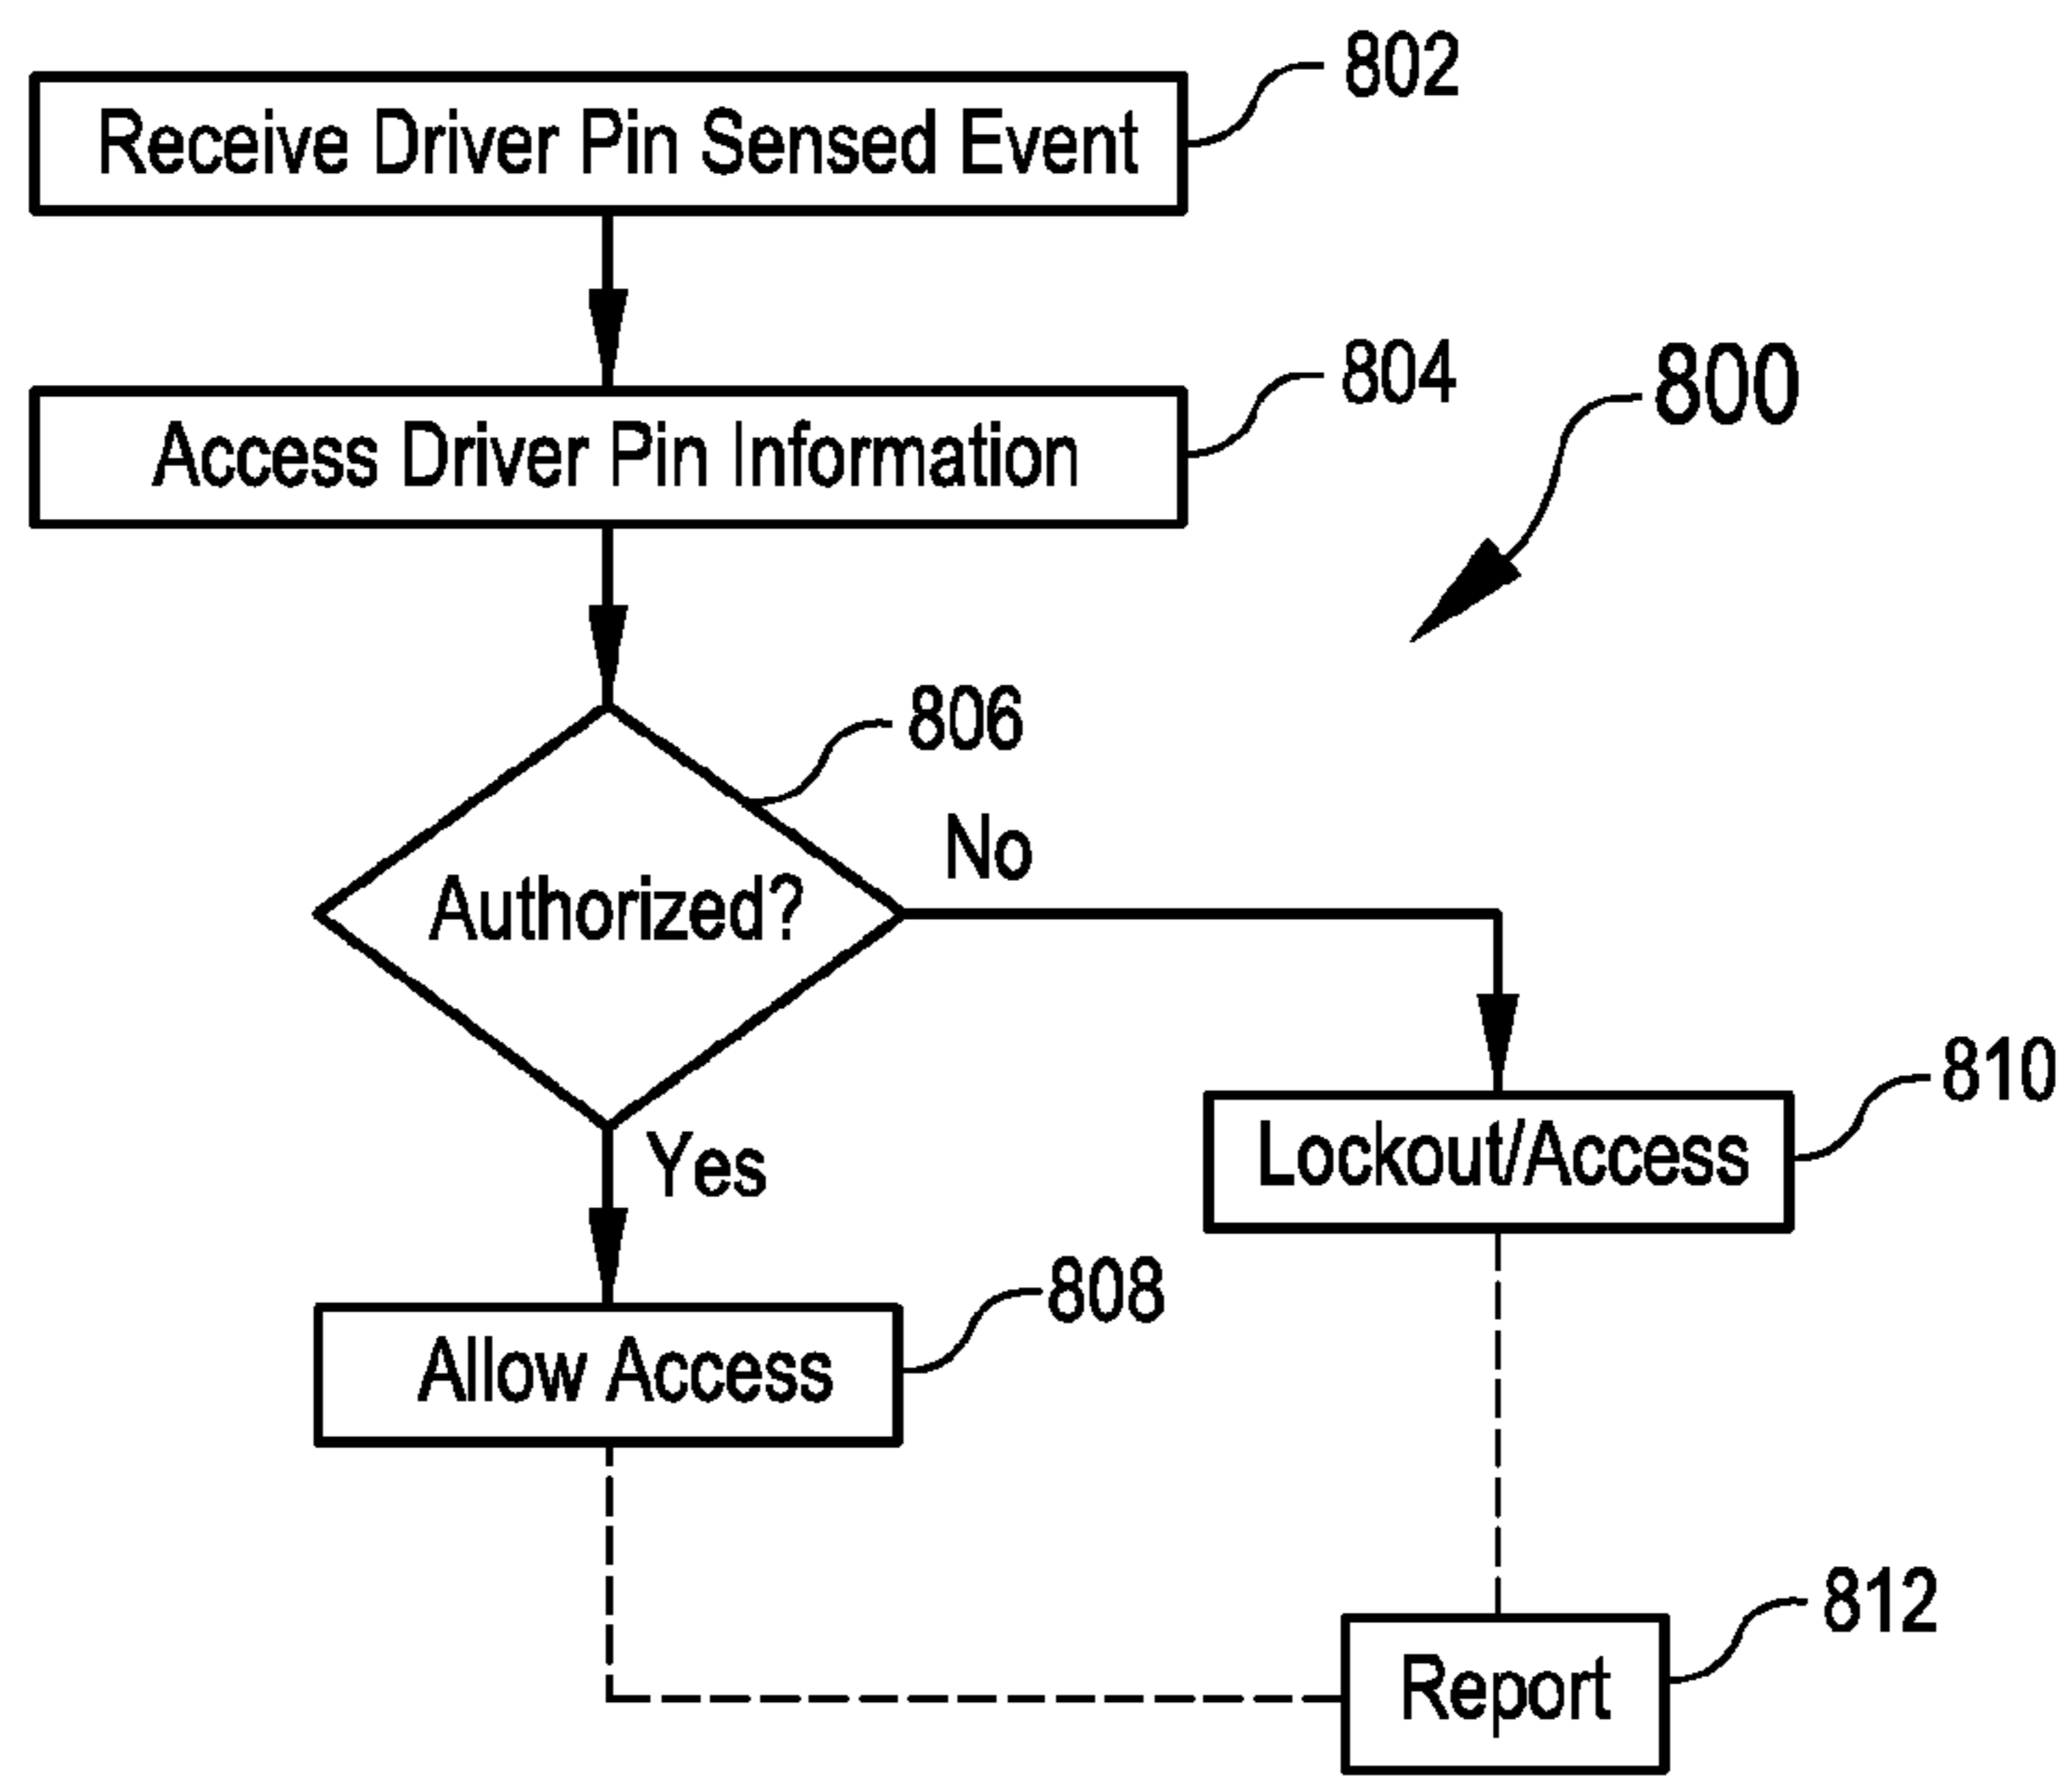 802
Receive Driver Pin Sensed Event
804
800
Access Driver Pin Information
806
No
Authorized?
810
Lockout/Access
Yes
808
Allow Access
812
Report